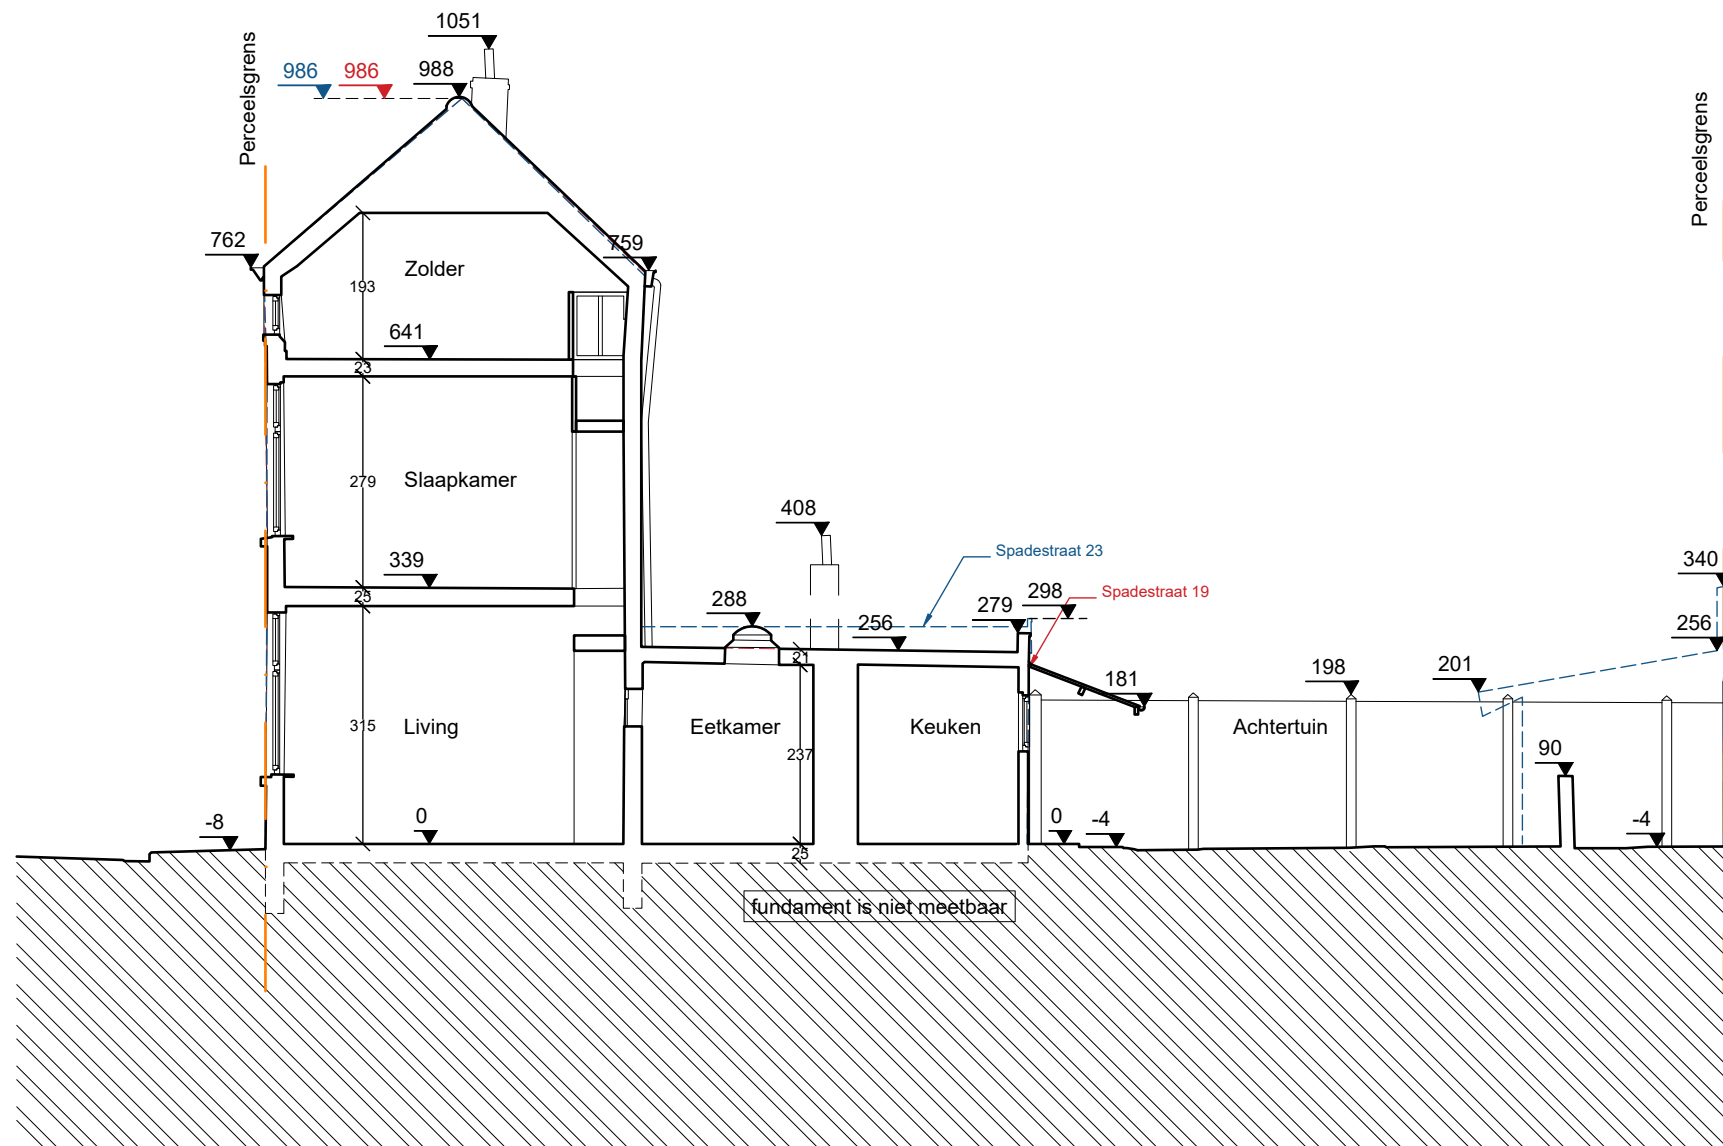 1051
Perceelsgrens
986
986
988
Perceelsgrens
762
759
Zolder
193
641
23
279
Slaapkamer
408
Spadestraat 23
339
340
25
288
298
Spadestraat 19
279
256
256
21
181
198
201
315
Living
Eetkamer
237
Keuken
Achtertuin
90
-8
0
0
-4
-4
25
fundament is niet meetbaar